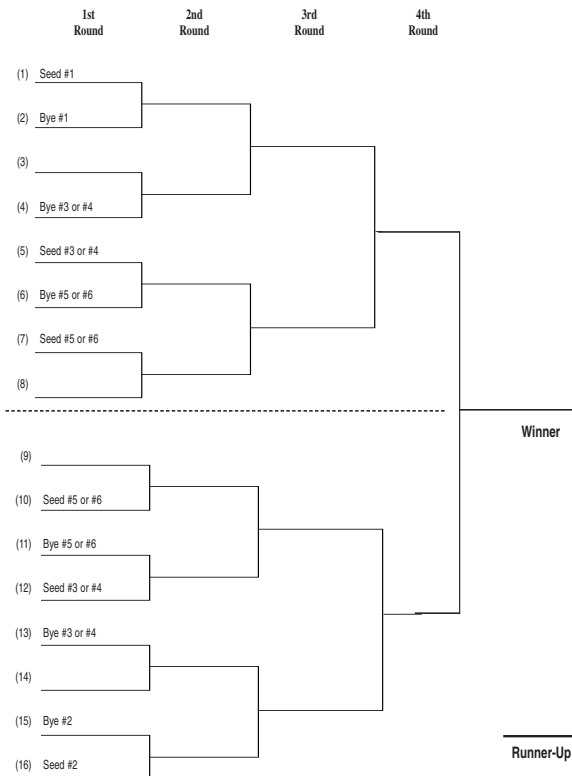 1st Round 2nd Round 3rd Round 4th Round
(1) Seed #1
(2) Bye #1
(3)
(4) Bye #3 or #4
(5) Seed #3 or #4
(6) Bye #5 or #6
(7) Seed #5 or #6
(8)
Winner
(9)
(10) Seed #5 or #6
(11) Bye #5 or #6
(12) Seed #3 or #4
(13) Bye #3 or #4
(14)
(15) Bye #2
(16) Seed #2
Runner-Up